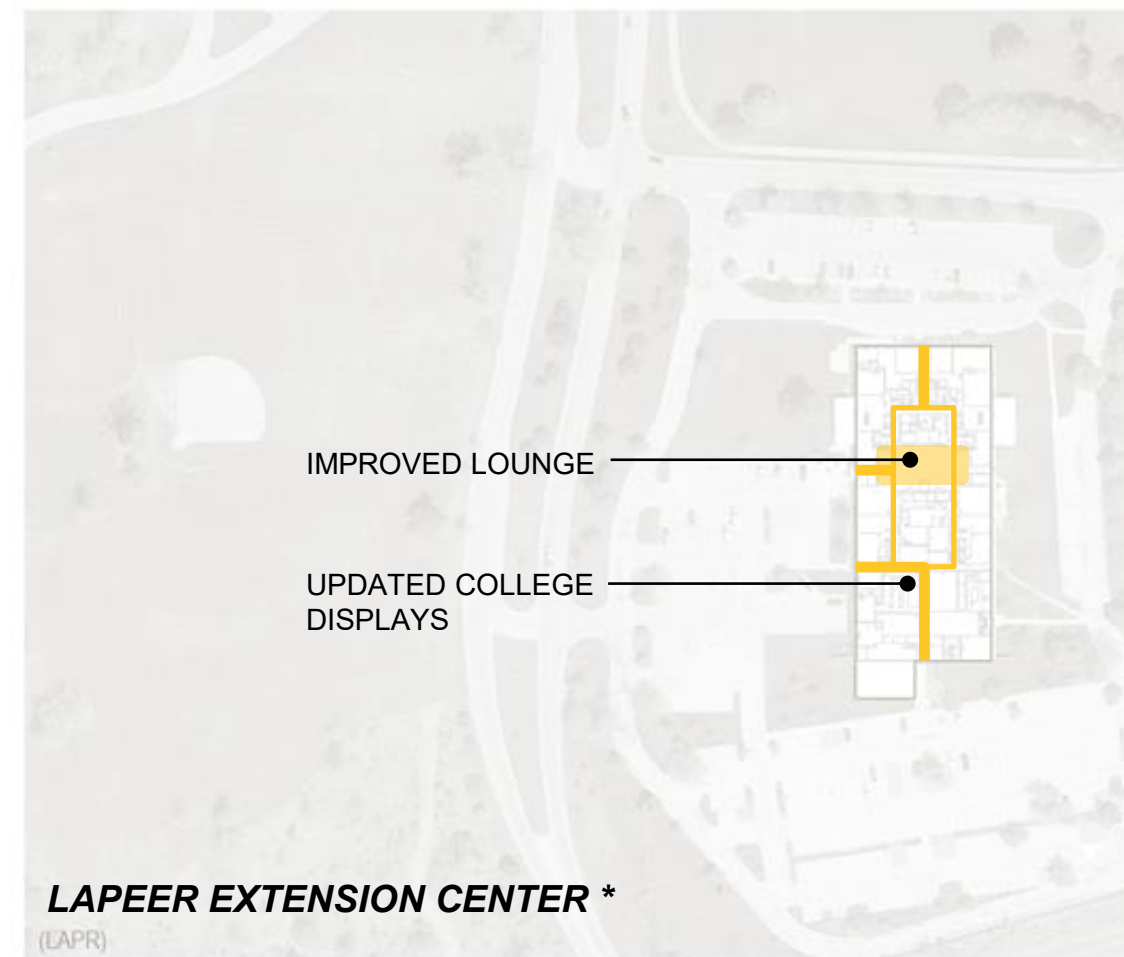 IMPROVED LOUNGE
UPDATED COLLEGE
DISPLAYS
LAPEER EXTENSION CENTER *
(LAPR)